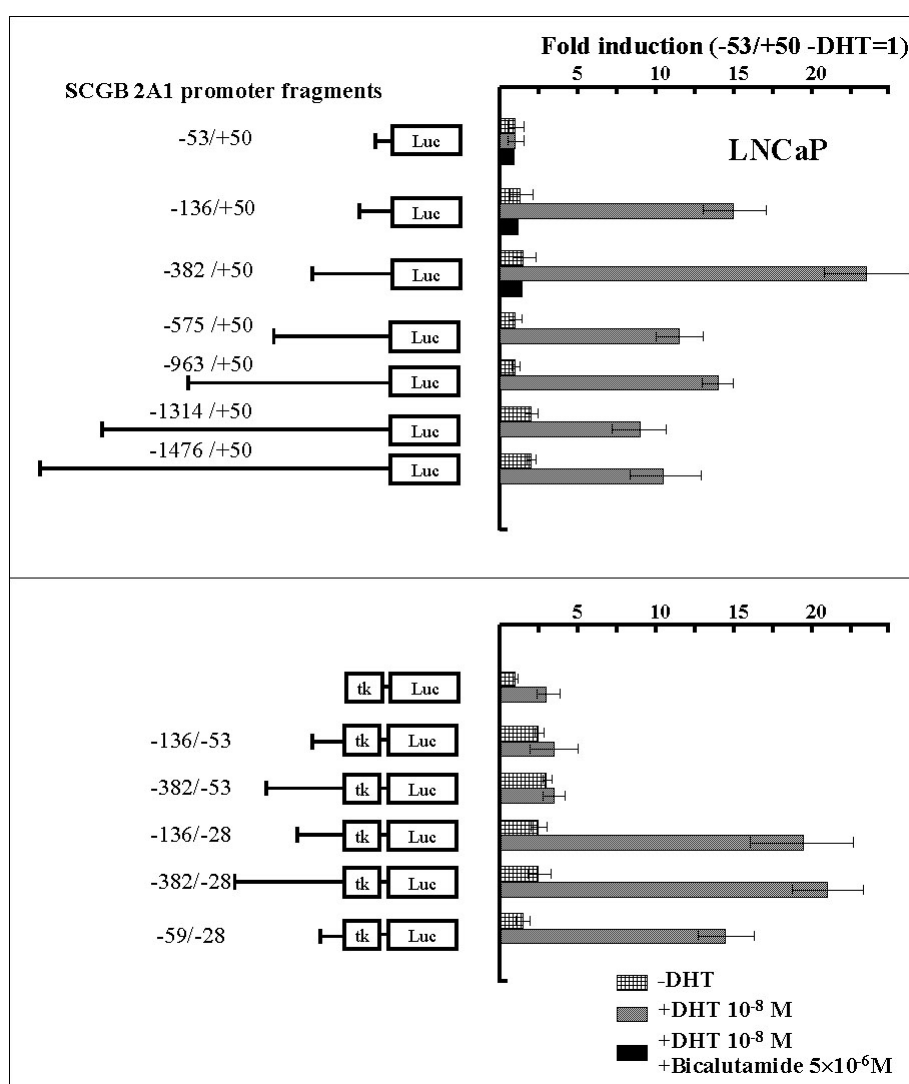 Fold induction (-53/+50 -DHT=1)
5 10 15 20
SCGB 2A1 promoter fragments
-53/+50 Luc
LNCaP
-136/+50 Luc
-382 /+50 Luc
-575/+50 Luc
-963/+50 Luc
-1314 /+50 Luc
-1476 /+50 Luc
5 10 15 20
tk Luc
-136/-53 tk Luc
-382/-53 tk Luc
-136/-28 tk Luc
-382/-28 tk Luc
-59/-28 tk Luc
-DHT
+DHT 10⁻⁸ M
+DHT 10⁻⁸ M
+Bicalutamide 5×10⁻⁶M